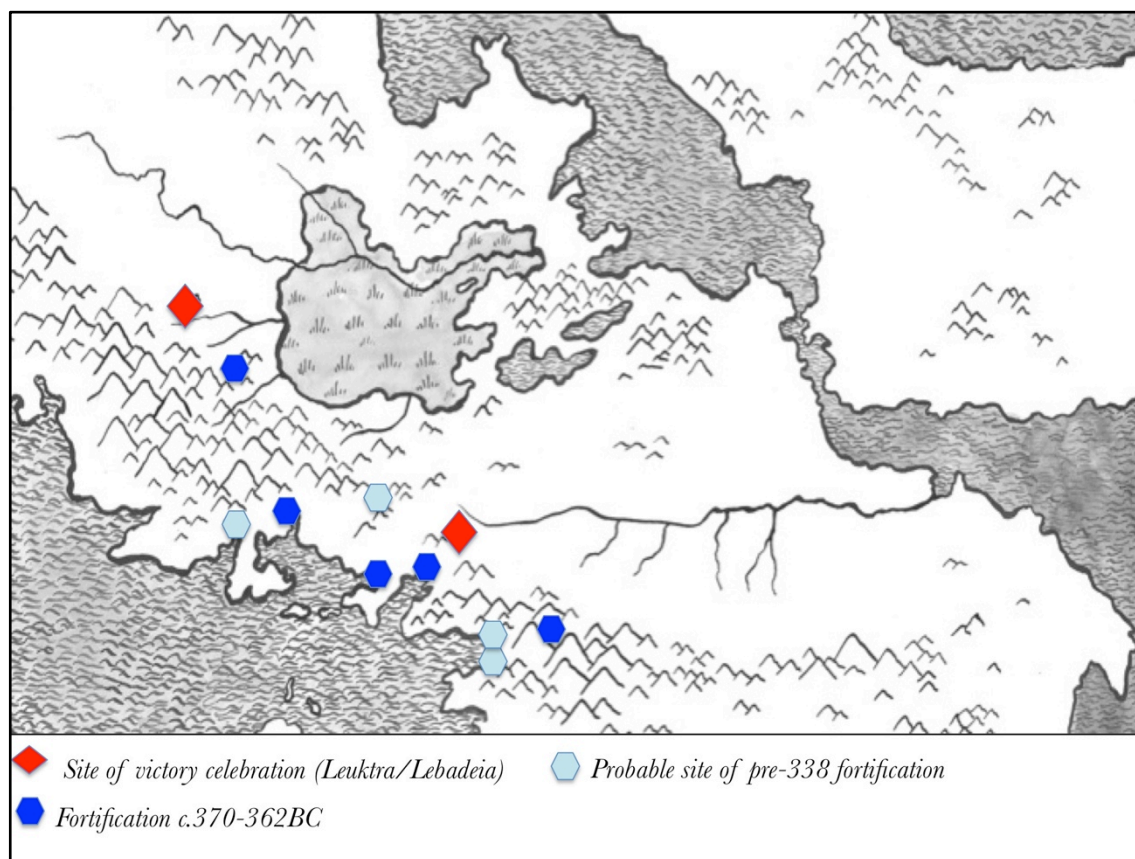 Site of victory celebration (Leuktra/Lebadeia)
Probable site of pre-338 fortification
Fortification c.370-362BC